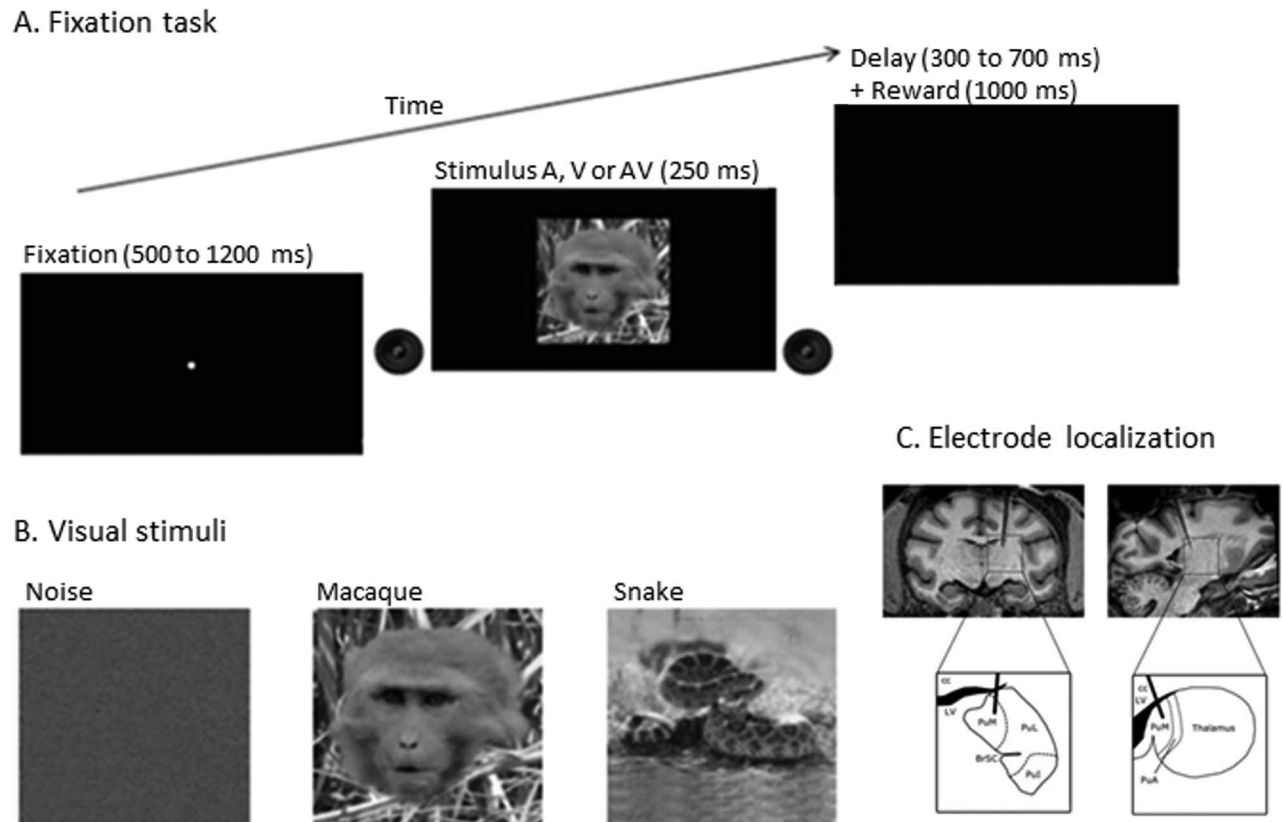 A. Fixation task
Delay (300 to 700 ms)
+ Reward (1000 ms)
Time
Stimulus A, V or AV (250 ms)
Fixation (500 to 1200 ms)
C. Electrode localization
B. Visual stimuli
Noise
Macaque
Snake
cc
LV
PuM
PuL
BrSC
PuI
cc
LV
PuM
Thalamus
PuA